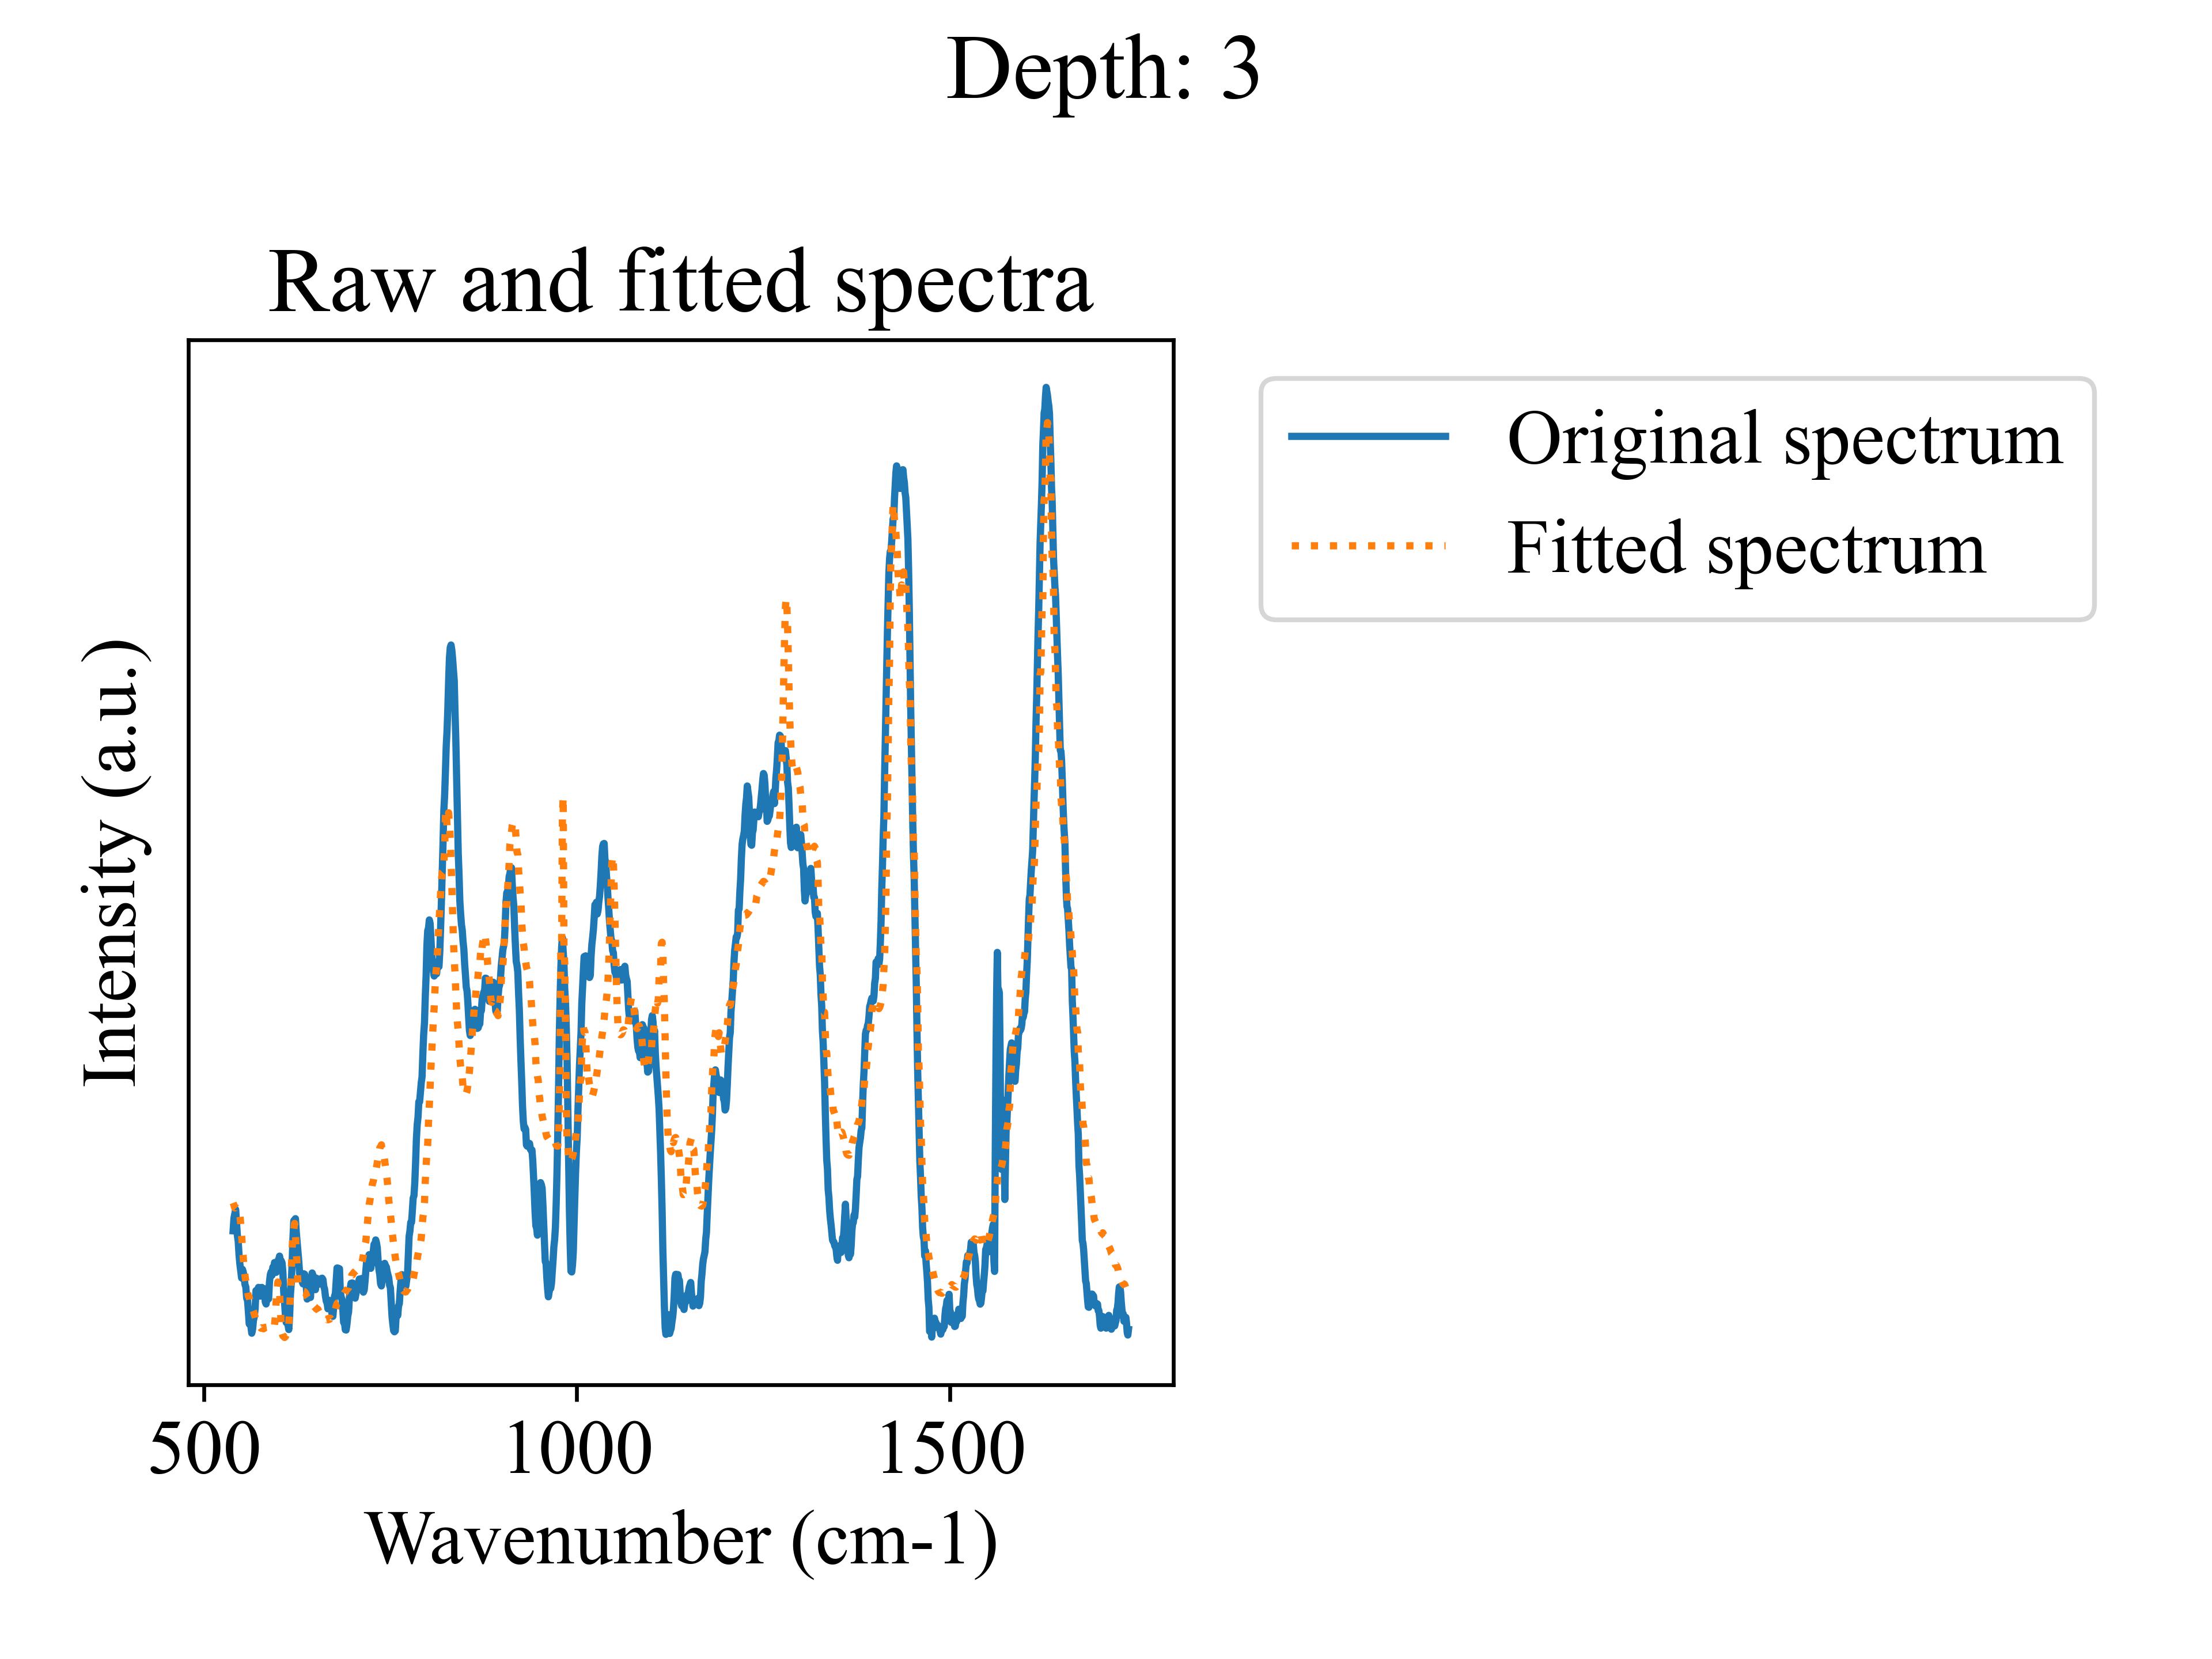 Depth: 3
Raw and fitted spectra
Original spectrum
Fitted spectrum
Intensity (a.u.)
500 1000 1500
Wavenumber (cm-1)